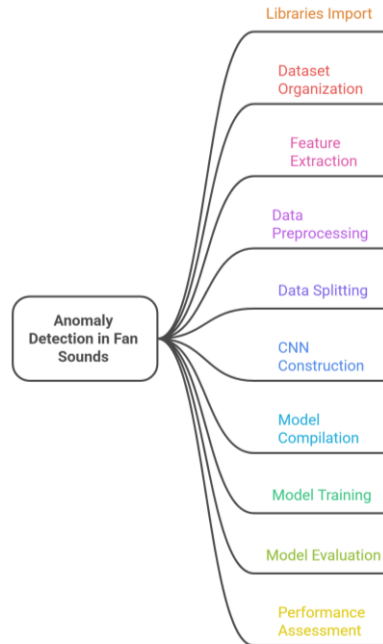 Libraries Import
Dataset
Organization
Feature
Extraction
Data
Preprocessing
Data Splitting
Anomaly
Detection in Fan
Sounds
CNN
Construction
Model
Compilation
Model Training
Model Evaluation
Performance
Assessment